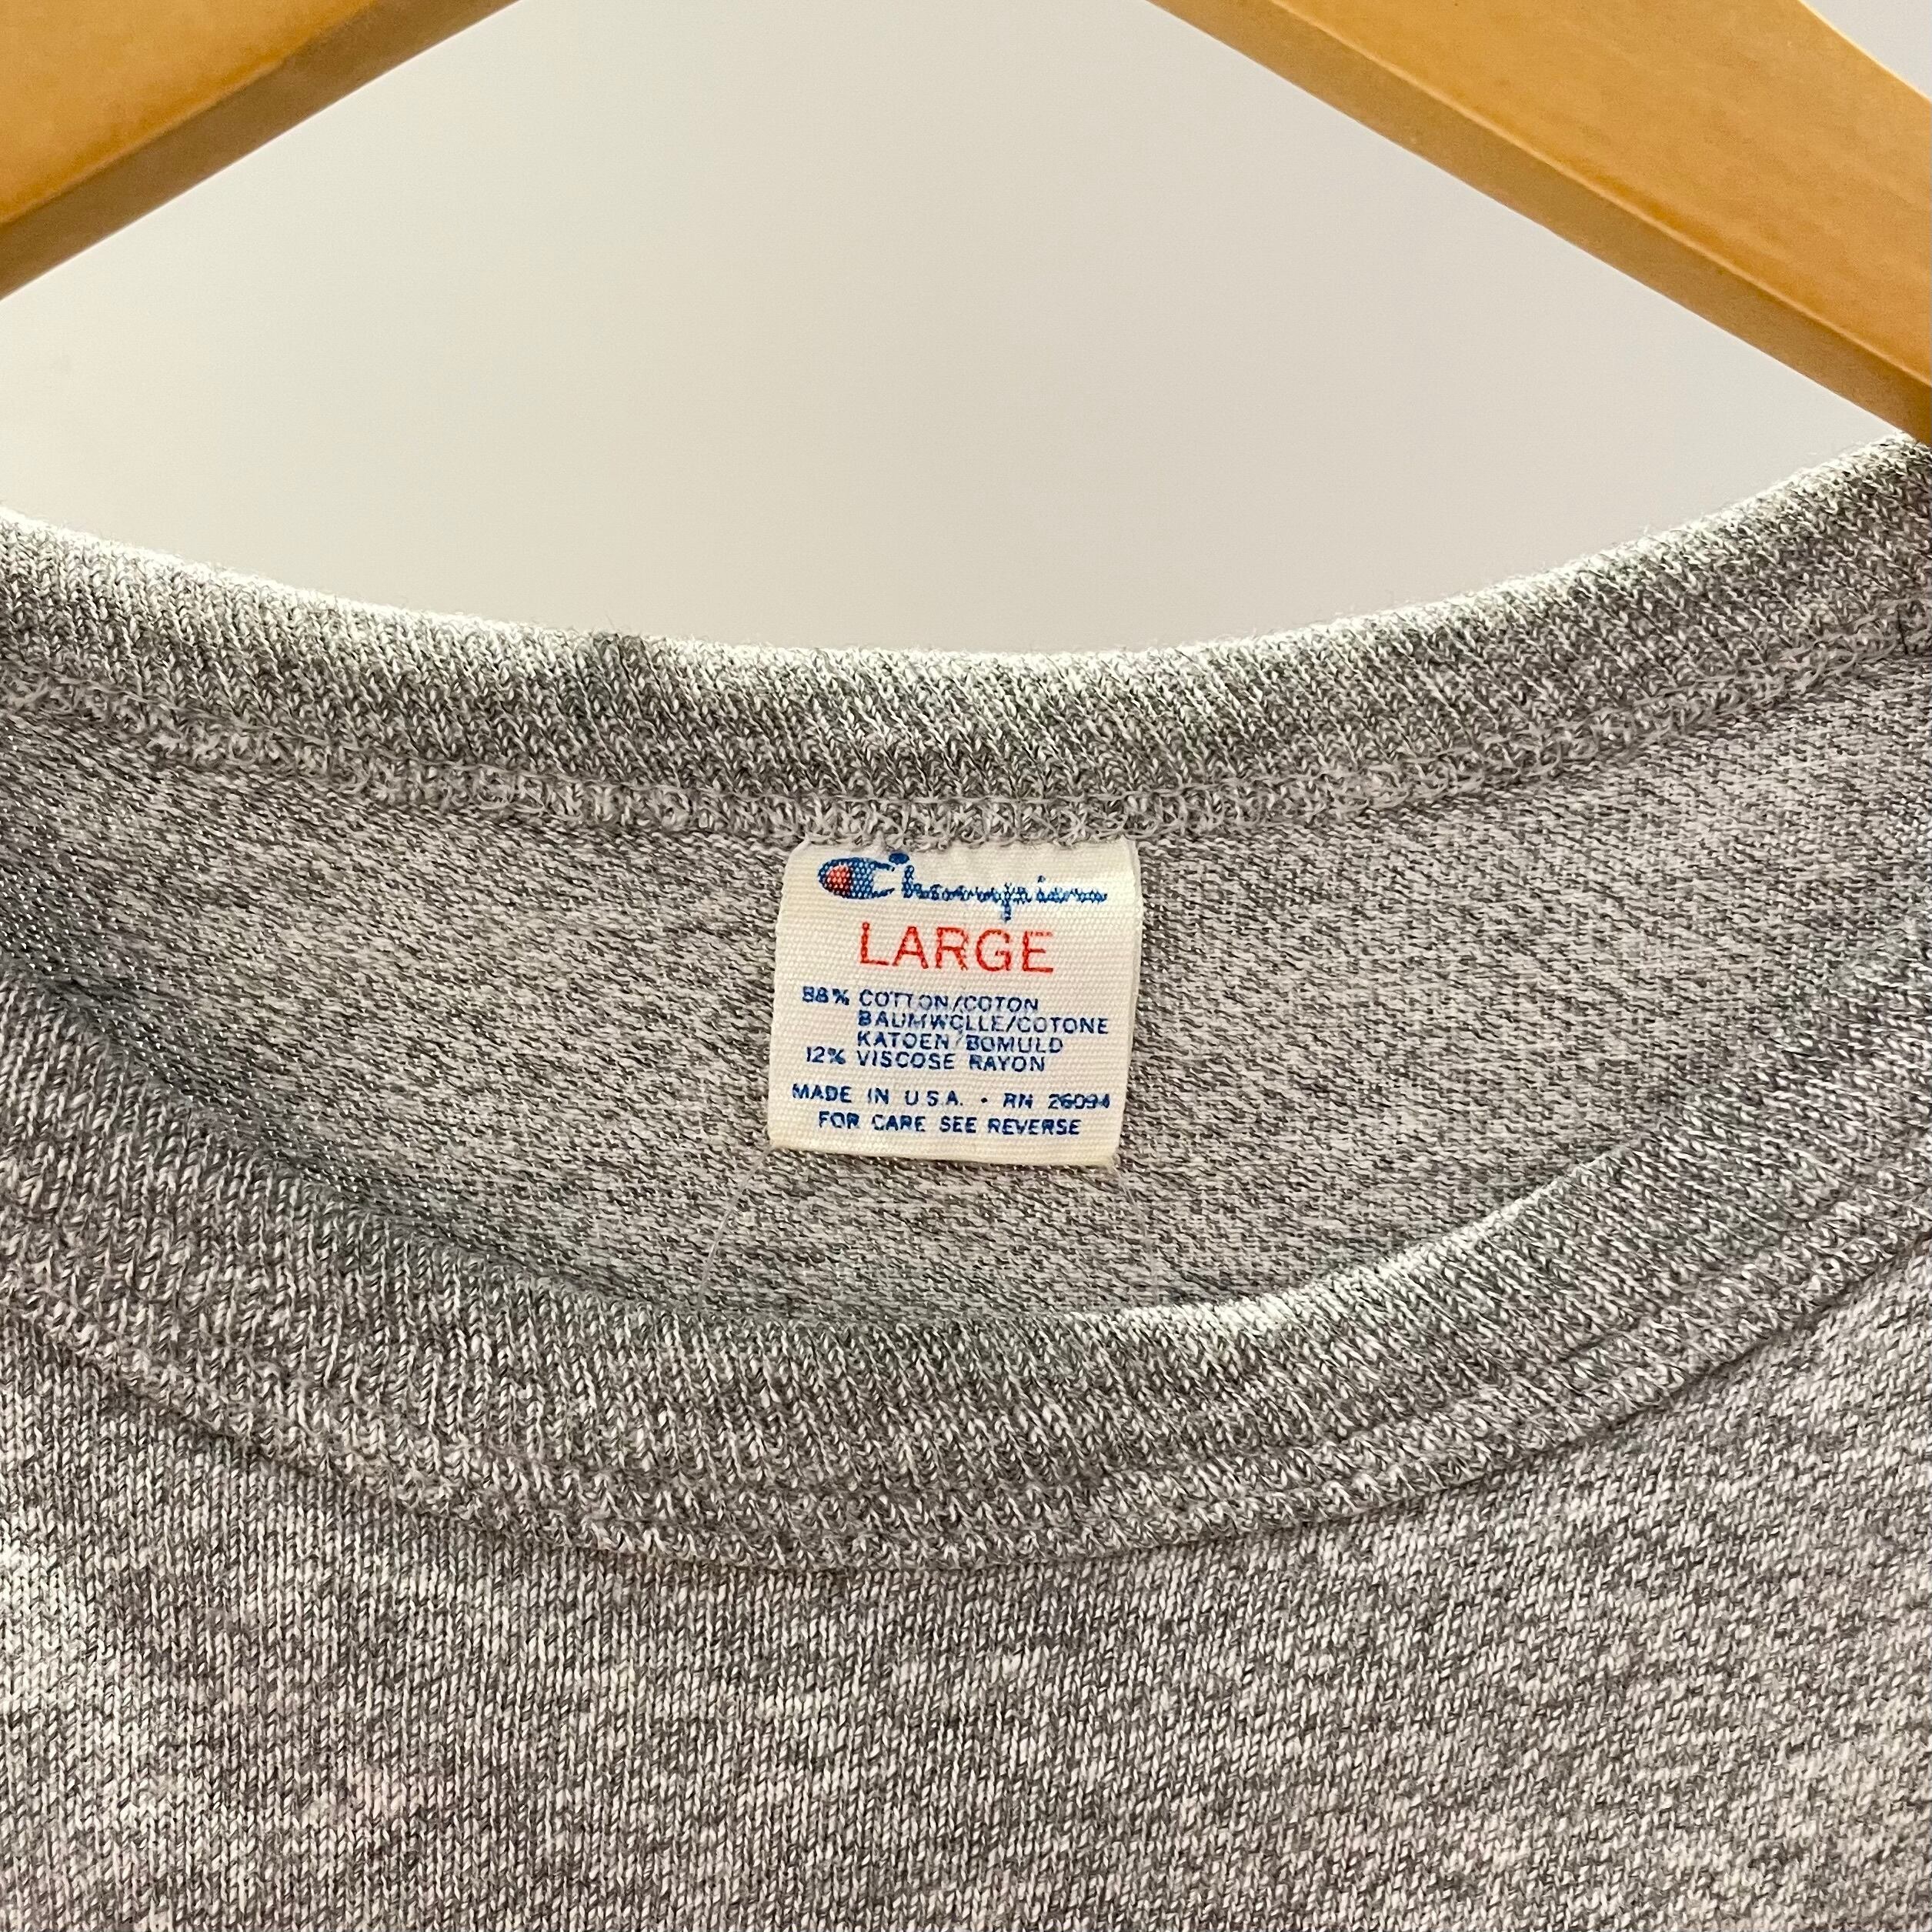 Champion
LARGE
88% COTTON/COTON
BAUMWOLLE/COTONE
KATOEN/BOMULD
12% VISCOSE RAYON
MADE IN U.S.A. • RN 26094
FOR CARE SEE REVERSE